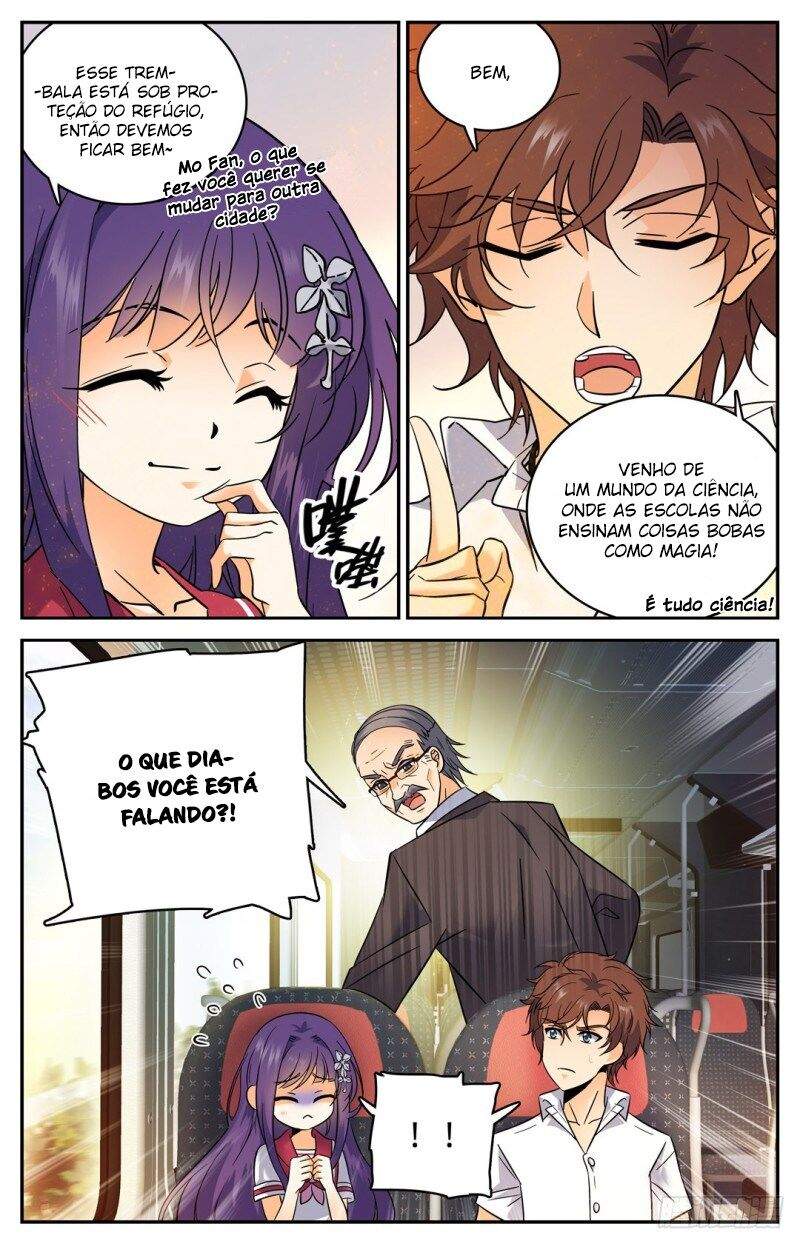 ESSE TREM-
-BALA ESTÁ SOB PRO-
TEÇÃO DO REFÚGIO,
ENTÃO DEVEMOS
FICAR BEM~
Mo Fan, o que
fez você querer se
mudar para outra
cidade?
BEM,
VENHO DE
UM MUNDO DA CIÊNCIA,
ONDE AS ESCOLAS NÃO
ENSINAM COISAS BOBAS
COMO MAGIA!
É tudo ciência!
O QUE DIA-
BOS VOCÊ ESTÁ
FALANDO?!
！！